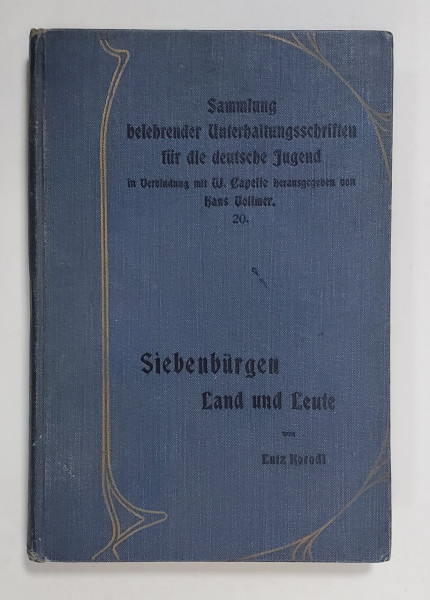 Sammlung
belehrender Unterhaltungsschriften
für die deutsche Jugend
in Verbindung mit W. Capelle herausgegeben von
Hans Vollmer.
20.
Siebenbürgen
Land und Leute
von
Lutz Korodi